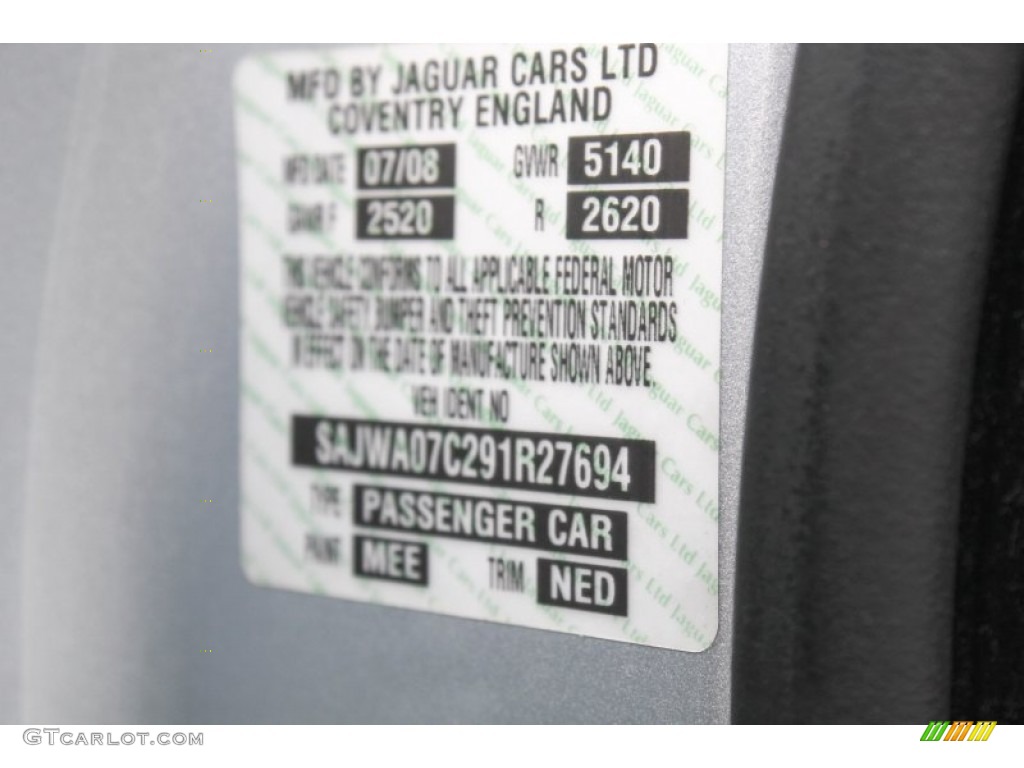 MFD BY JAGUAR CARS LTD
COVENTRY ENGLAND
MFD DATE 07/08 GVWR 5140
GAWR F 2520 R 2620
THIS VEHICLE CONFORMS TO ALL APPLICABLE FEDERAL MOTOR
VEHICLE SAFETY BUMPER AND THEFT PREVENTION STANDARDS
IN EFFECT ON THE DATE OF MANUFACTURE SHOWN ABOVE.
VEH IDENT NO
SAJWA07C291R27694
TYPE PASSENGER CAR
PAINT MEE TRIM NED
GTcarlot.com